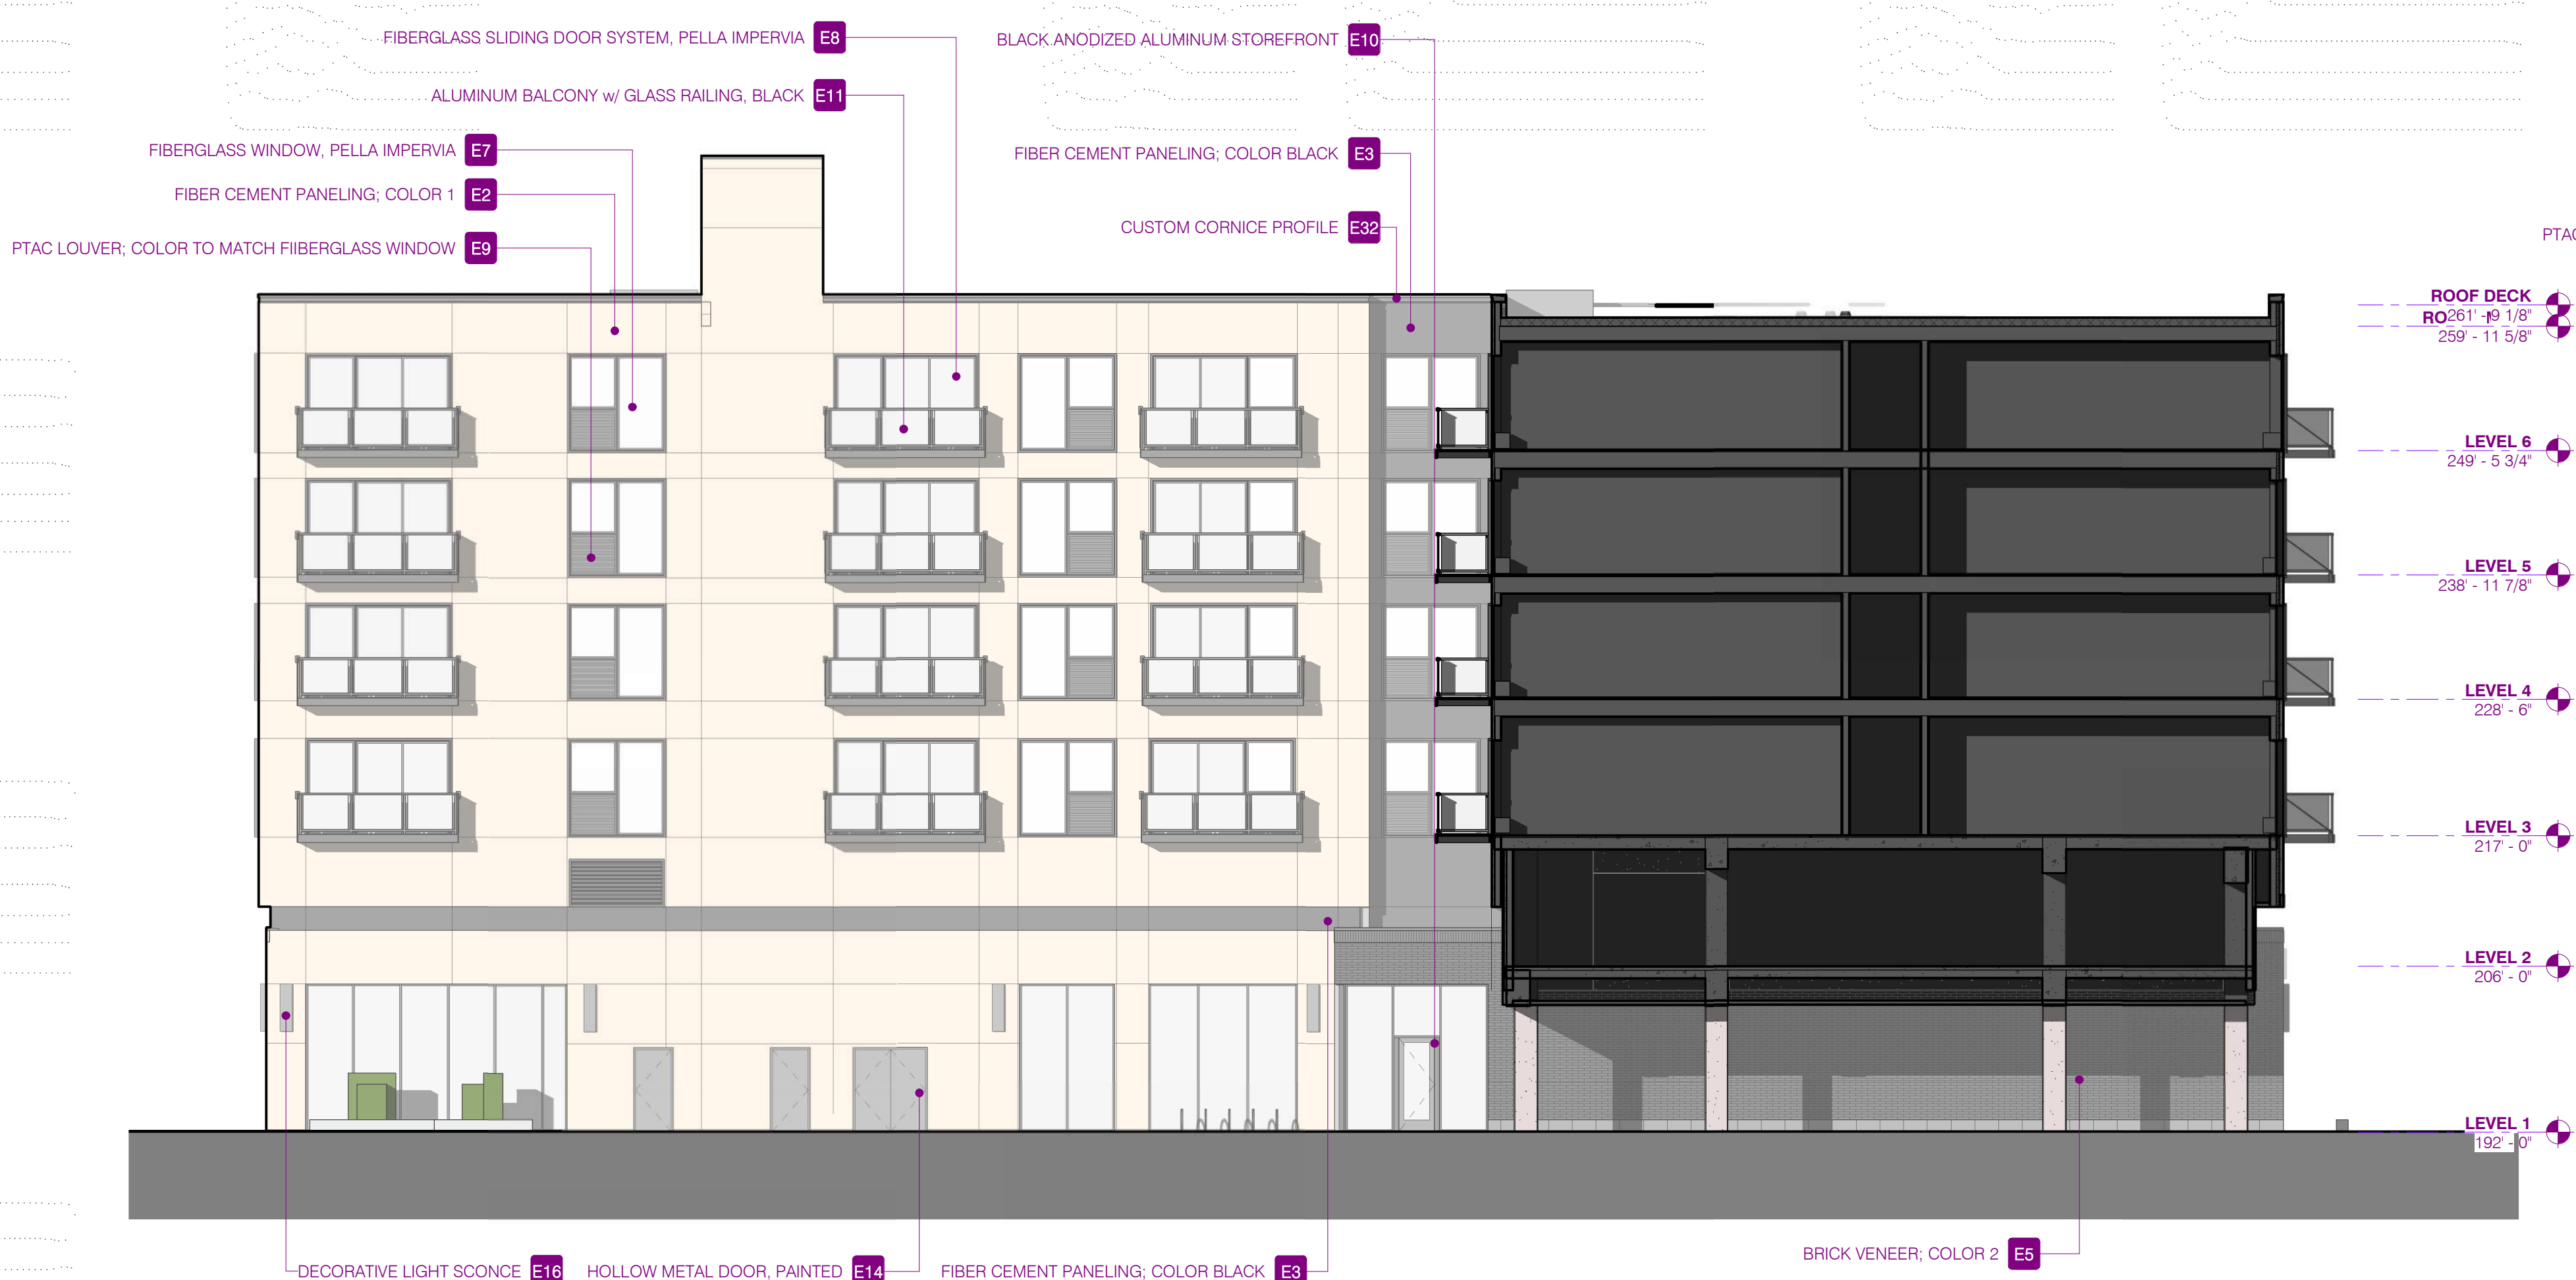 FIBERGLASS SLIDING DOOR SYSTEM, PELLA IMPERVIA E8
BLACK ANODIZED ALUMINUM STOREFRONT E10
ALUMINUM BALCONY w/ GLASS RAILING, BLACK E11
FIBERGLASS WINDOW, PELLA IMPERVIA E7
FIBER CEMENT PANELING; COLOR BLACK E3
FIBER CEMENT PANELING; COLOR 1 E2
CUSTOM CORNICE PROFILE E32
PTAC LOUVER; COLOR TO MATCH FIIBERGLASS WINDOW E9
PTAC
ROOF DECK
261' - 9 1/8"
259' - 11 5/8"
LEVEL 6
249' - 5 3/4"
LEVEL 5
238' - 11 7/8"
LEVEL 4
228' - 6"
LEVEL 3
217' - 0"
LEVEL 2
206' - 0"
LEVEL 1
192' - 0"
BRICK VENEER; COLOR 2 E5
DECORATIVE LIGHT SCONCE E16
HOLLOW METAL DOOR, PAINTED E14
FIBER CEMENT PANELING; COLOR BLACK E3